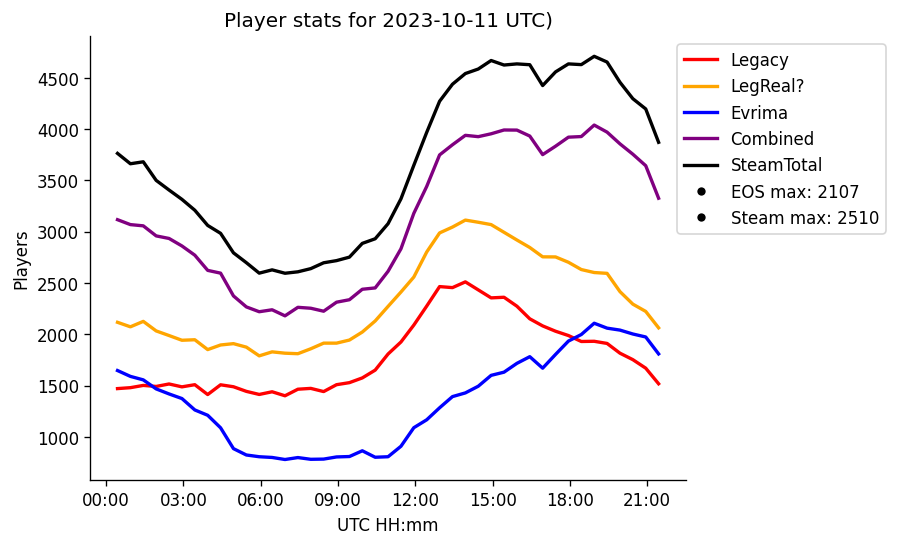 Player stats for 2023-10-11 UTC)
Legacy
LegReal?
Evrima
Combined
SteamTotal
EOS max: 2107
Steam max: 2510
4500
4000
3500
3000
2500
2000
1500
1000
Players
00:00 03:00 06:00 09:00 12:00 15:00 18:00 21:00
UTC HH:mm